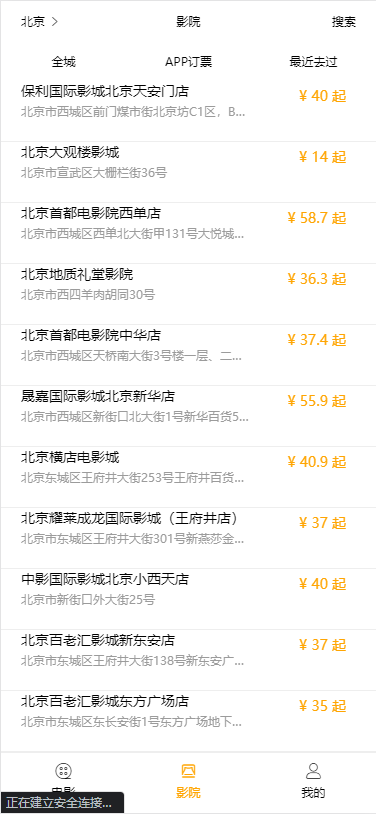 北京
影院
搜索
全城
APP订票
最近去过
保利国际影城北京天安门店
¥ 40 起
北京市西城区前门煤市街北京坊C1区，B...
北京大观楼影城
¥ 14 起
北京市宣武区大栅栏街36号
北京首都电影院西单店
¥ 58.7 起
北京市西城区西单北大街甲131号大悦城...
北京地质礼堂影院
¥ 36.3 起
北京市西四羊肉胡同30号
北京首都电影院中华店
¥ 37.4 起
北京市西城区天桥南大街3号楼一层、二...
晟嘉国际影城北京新华店
¥ 55.9 起
北京市西城区新街口北大街1号新华百货5...
北京横店电影城
¥ 40.9 起
北京东城区王府井大街253号王府井百货...
北京耀莱成龙国际影城（王府井店）
¥ 37 起
北京市东城区王府井大街301号新燕莎金...
中影国际影城北京小西天店
¥ 40 起
北京市新街口外大街25号
北京百老汇影城新东安店
¥ 37 起
北京市东城区王府井大街138号新东安广...
北京百老汇影城东方广场店
¥ 35 起
北京市东城区东长安街1号东方广场地下...
电影
影院
我的
正在建立安全连接...